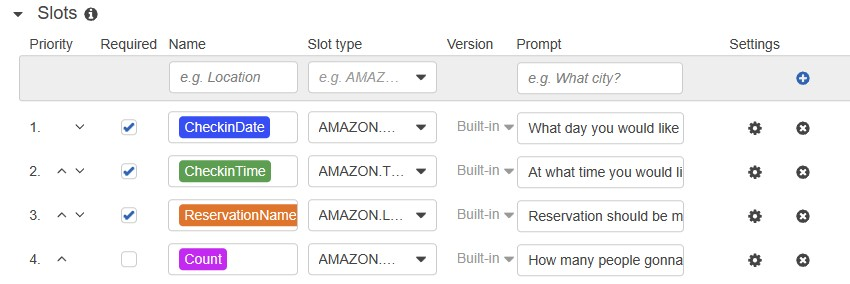 Slots
Priority Required Name Slot type Version Prompt Settings
e.g. Location e.g. AMAZ... e.g. What city?
1. CheckinDate AMAZON.... Built-in What day you would like
2. CheckinTime AMAZON.T... Built-in At what time you would li
3. ReservationName AMAZON.L... Built-in Reservation should be m
4. Count AMAZON.... Built-in How many people gonna